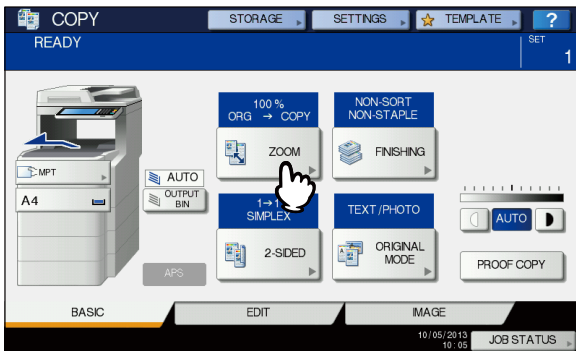 COPY
STORAGE
SETTINGS
TEMPLATE
?
READY
SET
1
100 %
ORG → COPY
NON-SORT
NON-STAPLE
ZOOM
FINISHING
MPT
A4
AUTO
OUTPUT
BIN
1→1
SIMPLEX
TEXT/PHOTO
2-SIDED
ORIGINAL
MODE
AUTO
APS
PROOF COPY
BASIC
EDIT
IMAGE
10/05/2013
10:05
JOB STATUS